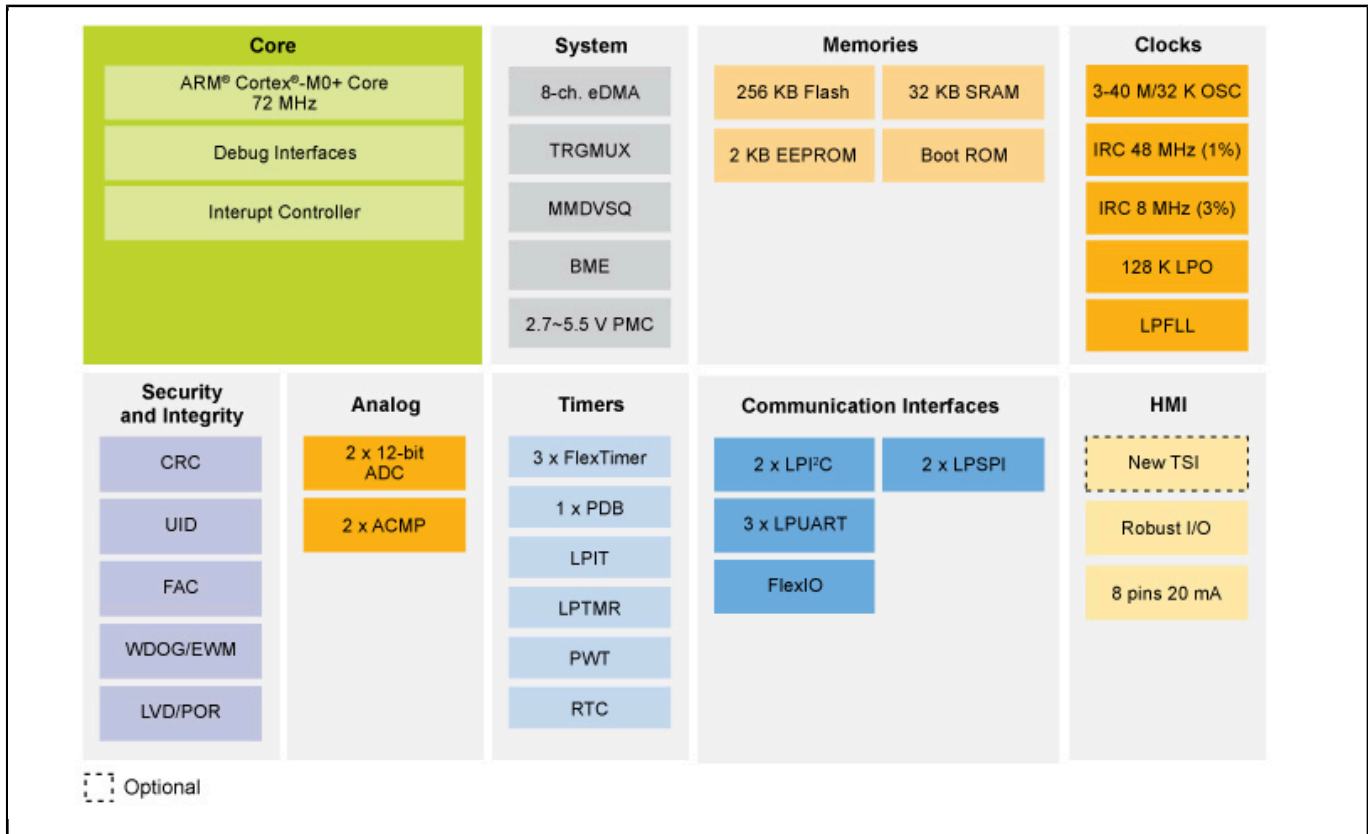 Core
ARM® Cortex®-M0+ Core
72 MHz
Debug Interfaces
Interupt Controller
System
8-ch. eDMA
TRGMUX
MMDVSQ
BME
2.7~5.5 V PMC
Memories
256 KB Flash
32 KB SRAM
2 KB EEPROM
Boot ROM
Clocks
3-40 M/32 K OSC
IRC 48 MHz (1%)
IRC 8 MHz (3%)
128 K LPO
LPFLL
Security
and Integrity
CRC
UID
FAC
WDOG/EWM
LVD/POR
Analog
2 x 12-bit
ADC
2 x ACMP
Timers
3 x FlexTimer
1 x PDB
LPIT
LPTMR
PWT
RTC
Communication Interfaces
2 x LPI²C
2 x LPSPI
3 x LPUART
FlexIO
HMI
New TSI
Robust I/O
8 pins 20 mA
Optional